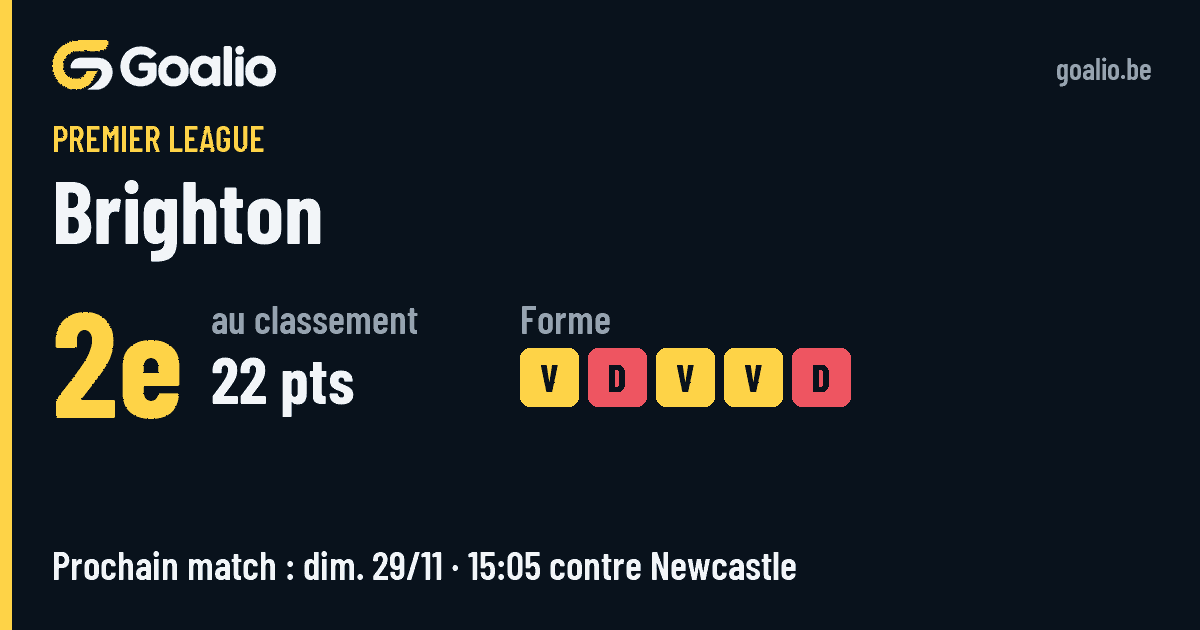 Goalio
goalio.be
PREMIER LEAGUE
Brighton
2e
au classement
22 pts
Forme
V D V V D
Prochain match : dim. 29/11 · 15:05 contre Newcastle